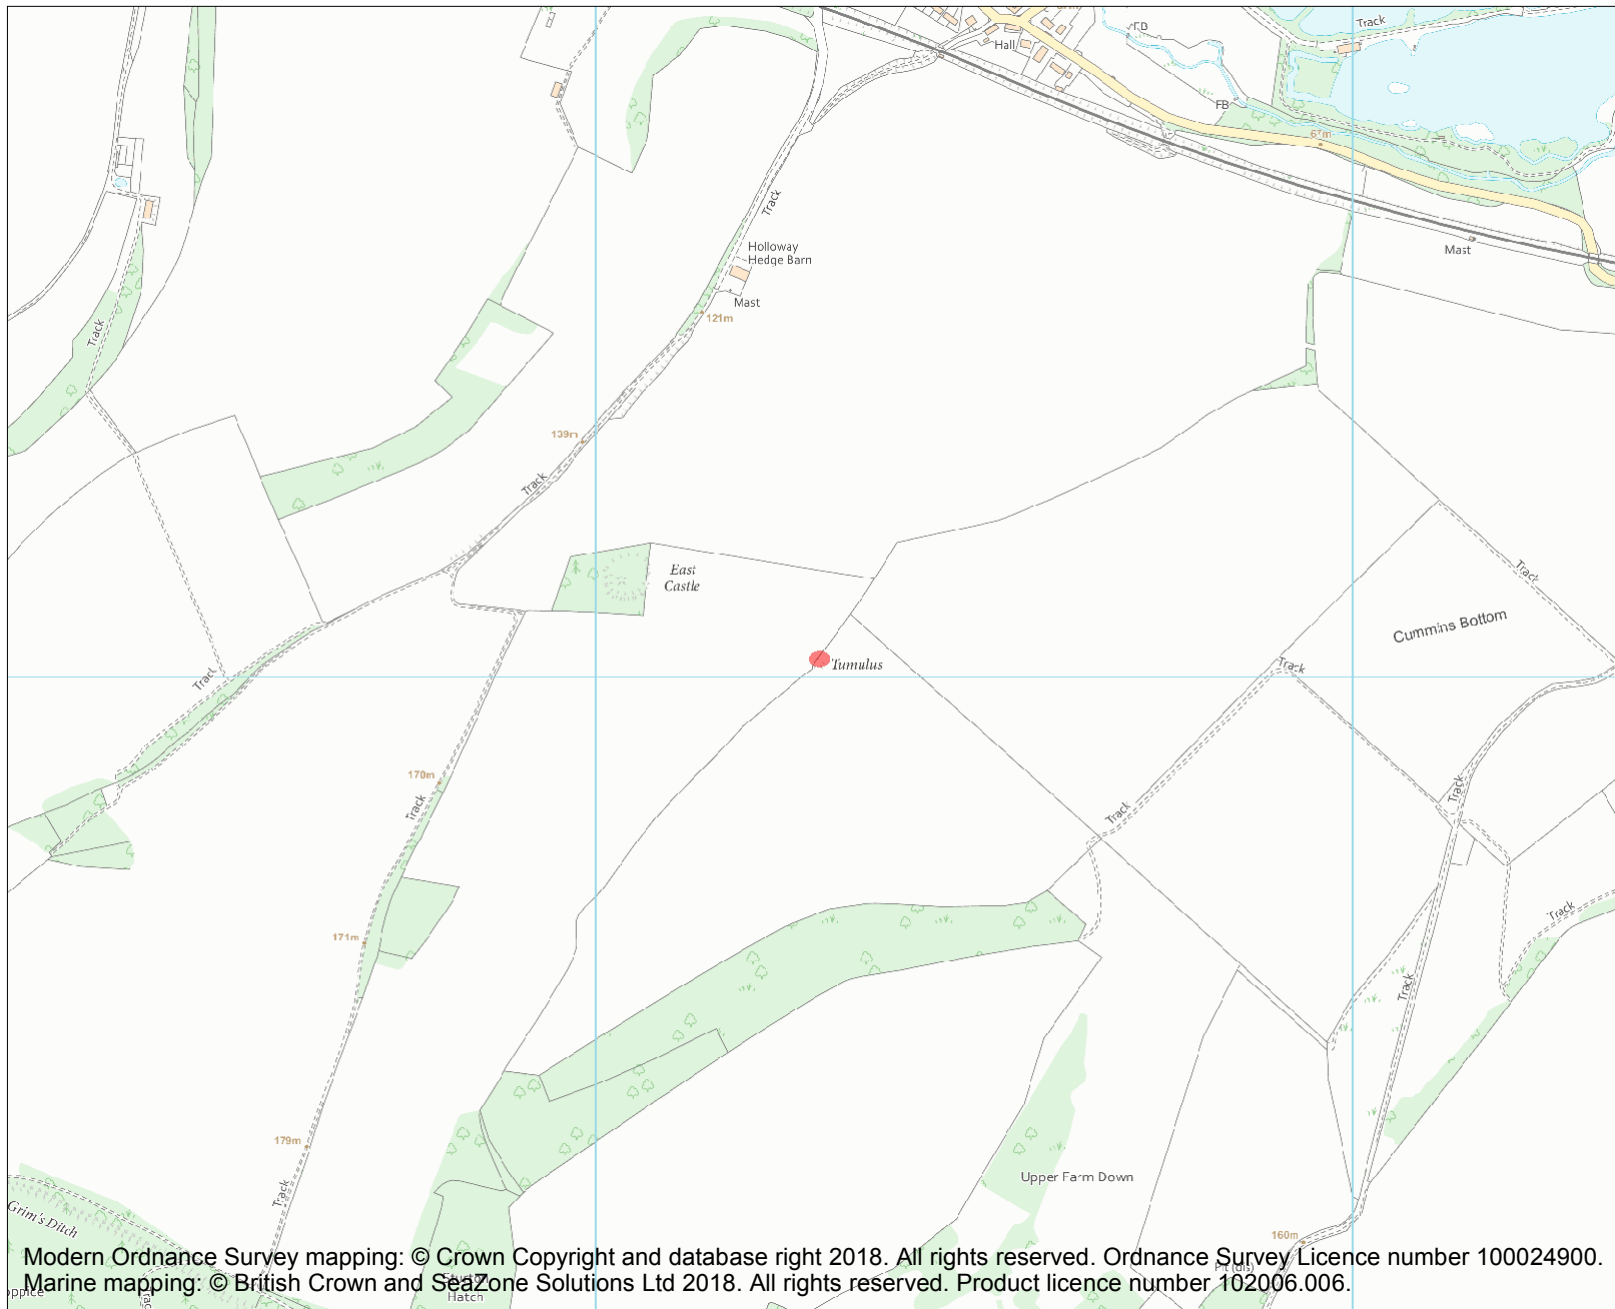 Track
FB
Hall
FB
67m
Track
Mast
Holloway
Hedge Barn
Mast
121m
Track
139m
Track
East
Castle
Track
Cummins Bottom
Tumulus
Track
Track
170m
Track
Track
Track
171m
Track
Track
179m
Track
Upper Farm Down
Grim's Ditch
160m
Modern Ordnance Survey mapping: © Crown Copyright and database right 2018. All rights reserved. Ordnance Survey Licence number 100024900.
Marine mapping: © British Crown and SeaZone Solutions Ltd 2018. All rights reserved. Product licence number 102006.006.
Hatch